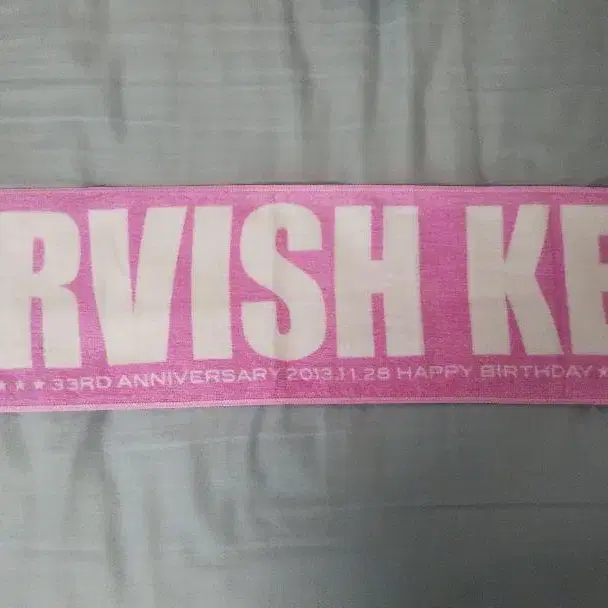 RVISH KE
★★★ 33RD ANNIVERSARY 2013.11.28 HAPPY BIRTHDAY ★